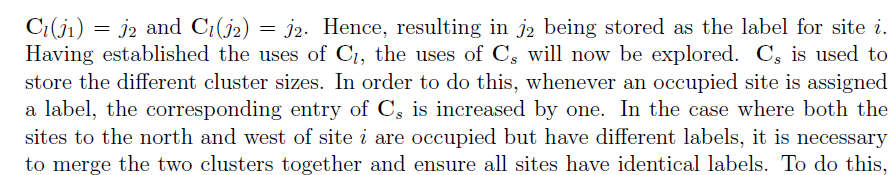 C_l(j_1) = j_2 and C_l(j_2) = j_2. Hence, resulting in j_2 being stored as the label for site i.
Having established the uses of C_l, the uses of C_s will now be explored. C_s is used to
store the different cluster sizes. In order to do this, whenever an occupied site is assigned
a label, the corresponding entry of C_s is increased by one. In the case where both the
sites to the north and west of site i are occupied but have different labels, it is necessary
to merge the two clusters together and ensure all sites have identical labels. To do this,